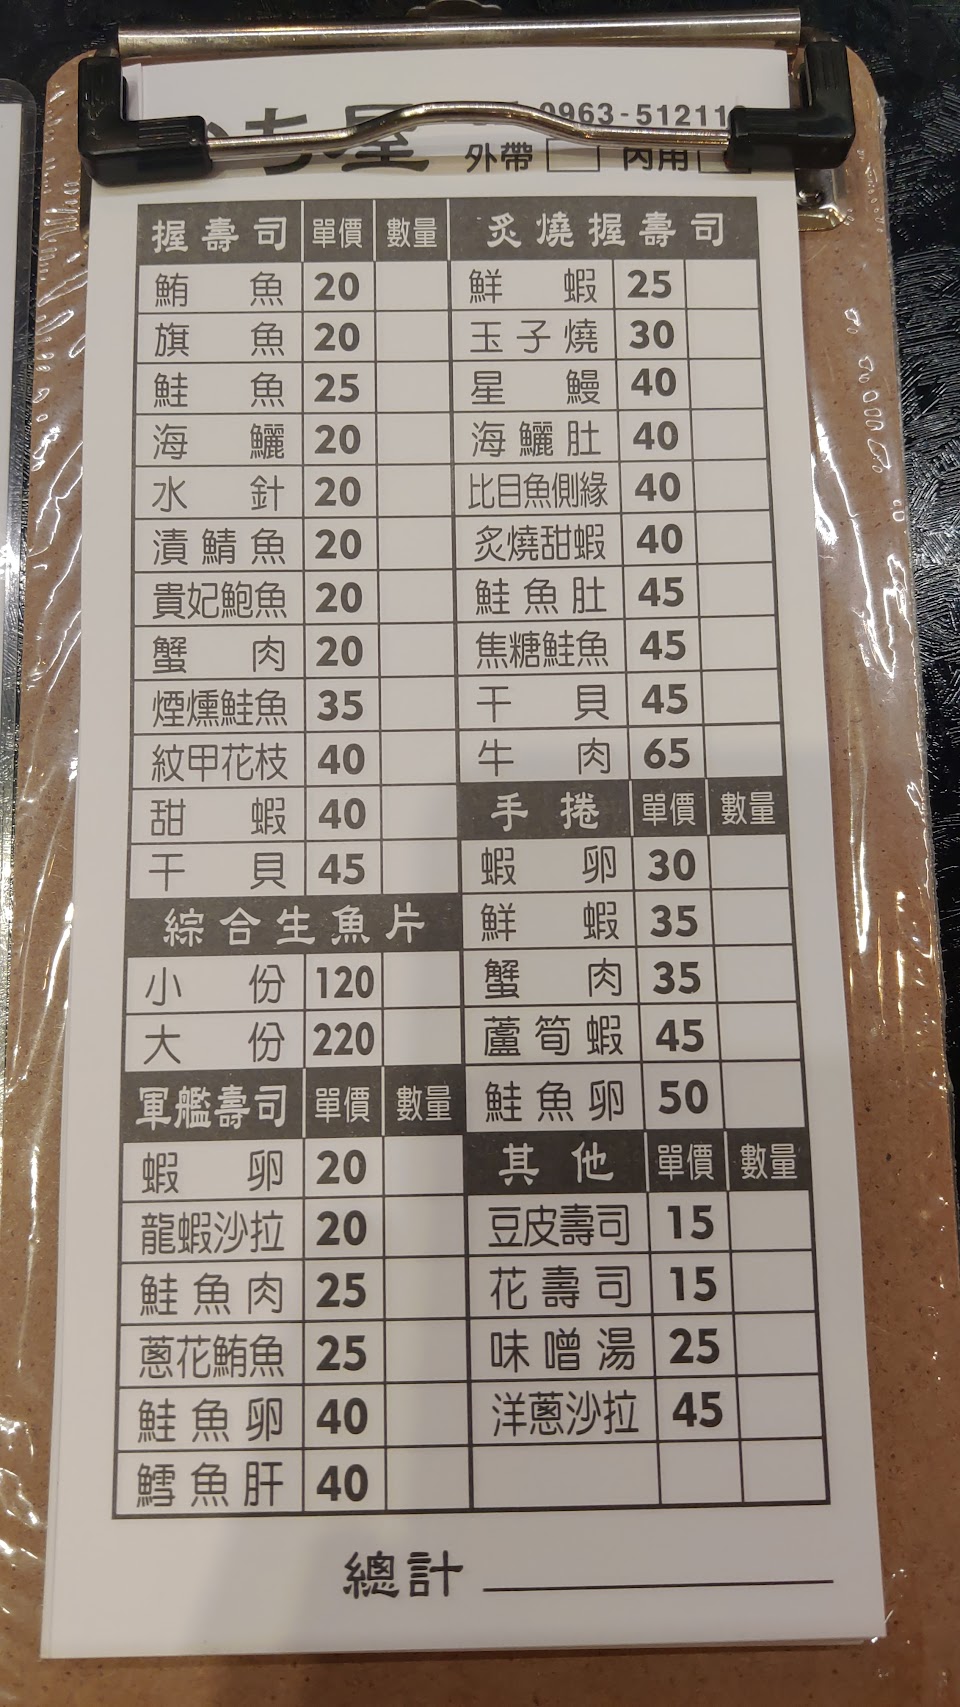 ち屋 0963-51211
外帶 內用
握壽司 單價 數量
鮪魚 20
旗魚 20
鮭魚 25
海鱺 20
水針 20
漬鯖魚 20
貴妃鮑魚 20
蟹肉 20
煙燻鮭魚 35
紋甲花枝 40
甜蝦 40
干貝 45
綜合生魚片
小份 120
大份 220
軍艦壽司 單價 數量
蝦卵 20
龍蝦沙拉 20
鮭魚肉 25
蔥花鮪魚 25
鮭魚卵 40
鱈魚肝 40
炙燒握壽司
鮮蝦 25
玉子燒 30
星鰻 40
海鱺肚 40
比目魚側緣 40
炙燒甜蝦 40
鮭魚肚 45
焦糖鮭魚 45
干貝 45
牛肉 65
手捲 單價 數量
蝦卵 30
鮮蝦 35
蟹肉 35
蘆筍蝦 45
鮭魚卵 50
其他 單價 數量
豆皮壽司 15
花壽司 15
味噌湯 25
洋蔥沙拉 45
總計